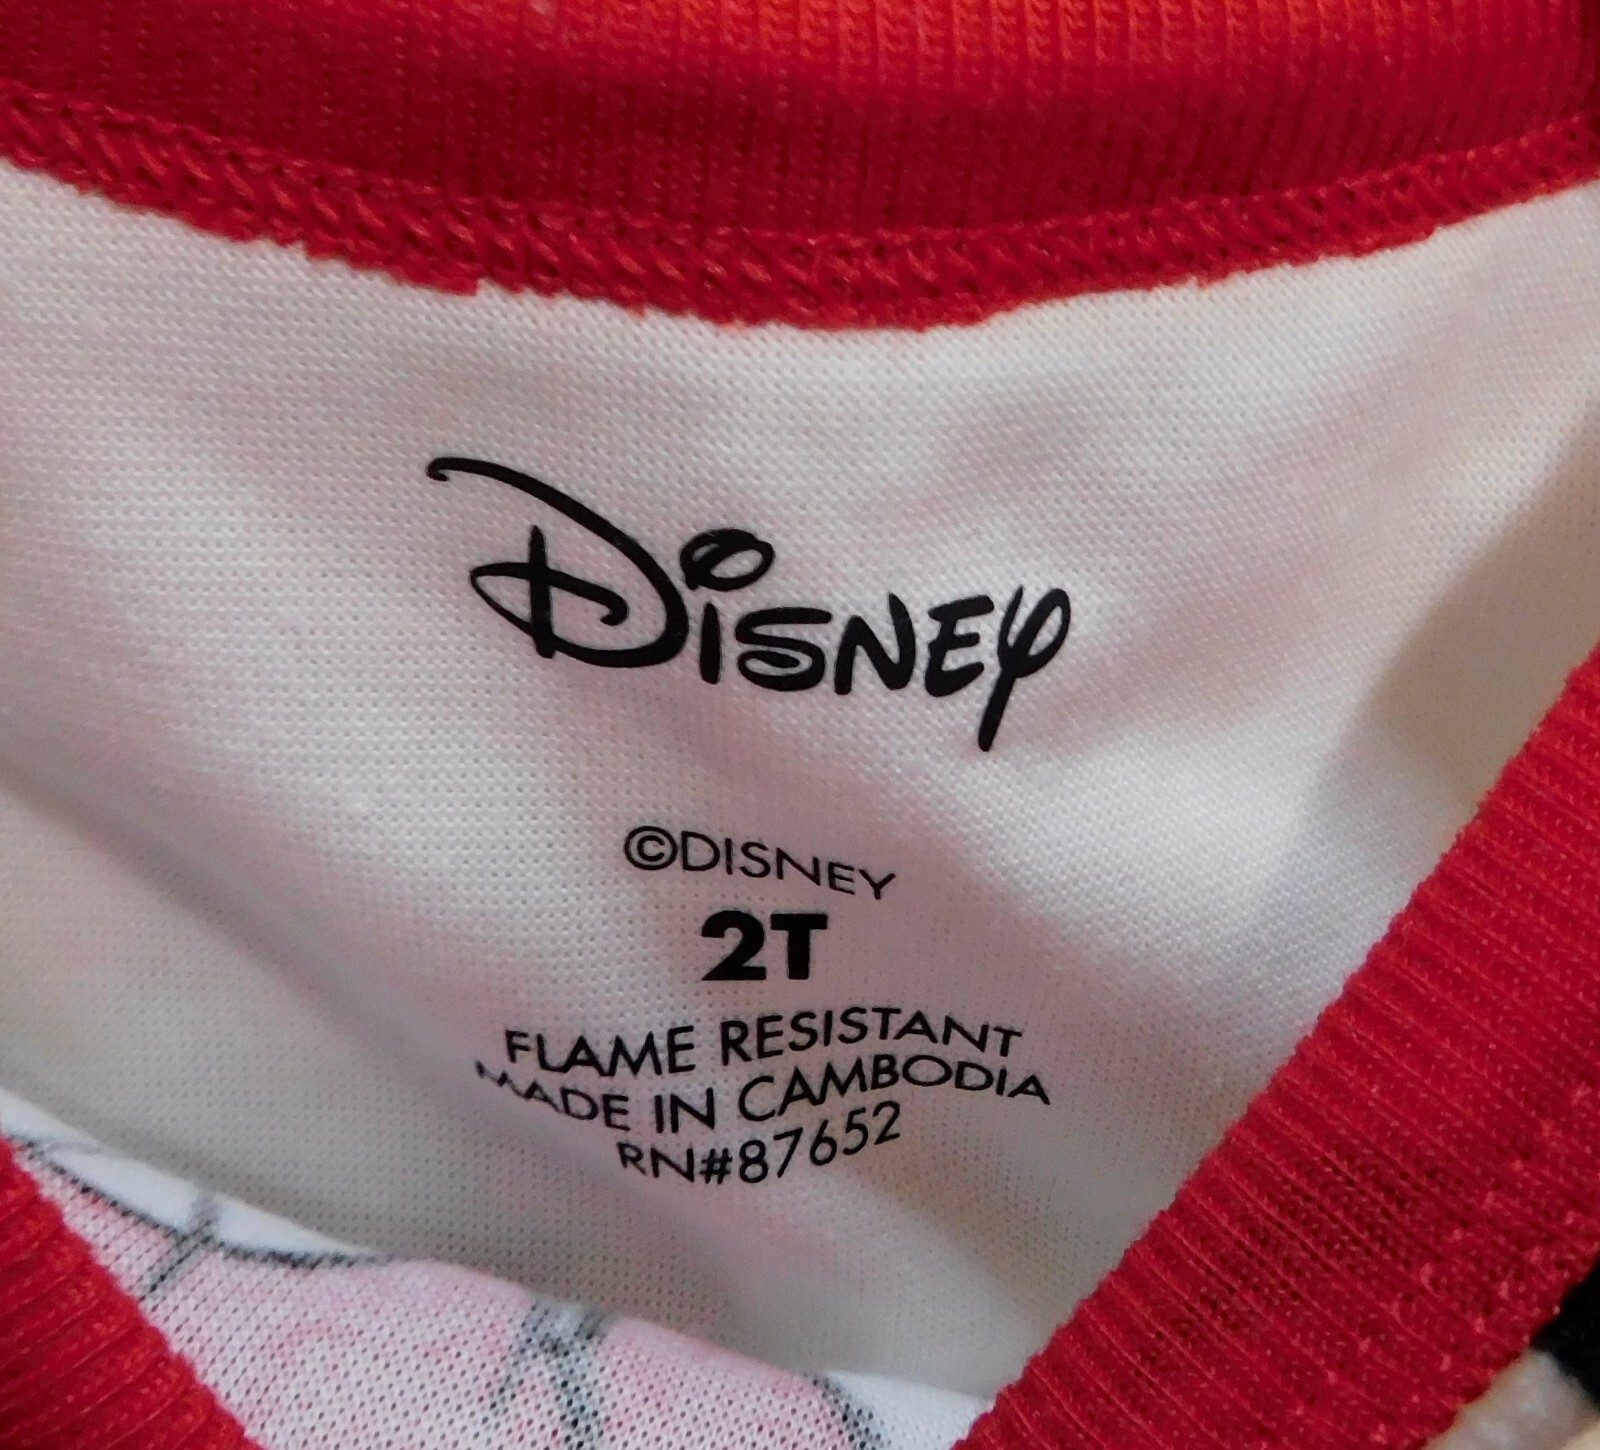 Disney
©DISNEY
2T
FLAME RESISTANT
MADE IN CAMBODIA
RN#87652